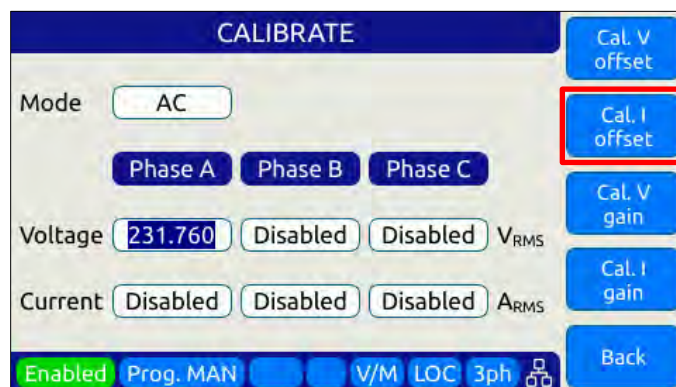 CALIBRATE
Mode AC
Phase A Phase B Phase C
Voltage 231.760 Disabled Disabled VRMS
Current Disabled Disabled Disabled ARMS
Enabled Prog. MAN V/M LOC 3ph
Cal. V
offset
Cal. I
offset
Cal. V
gain
Cal. I
gain
Back